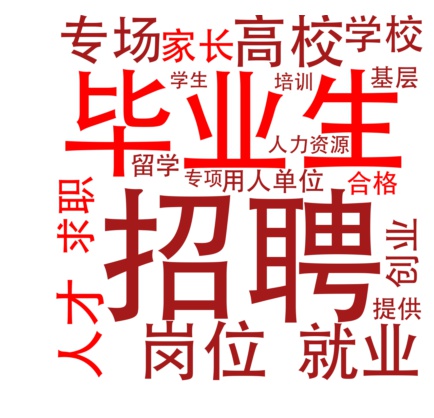 专场 家长 高校 学校
毕业生
学生 培训 基层
人力资源
留学 专项 用人单位 合格
求职
招聘
创业
人才
提供
岗位 就业